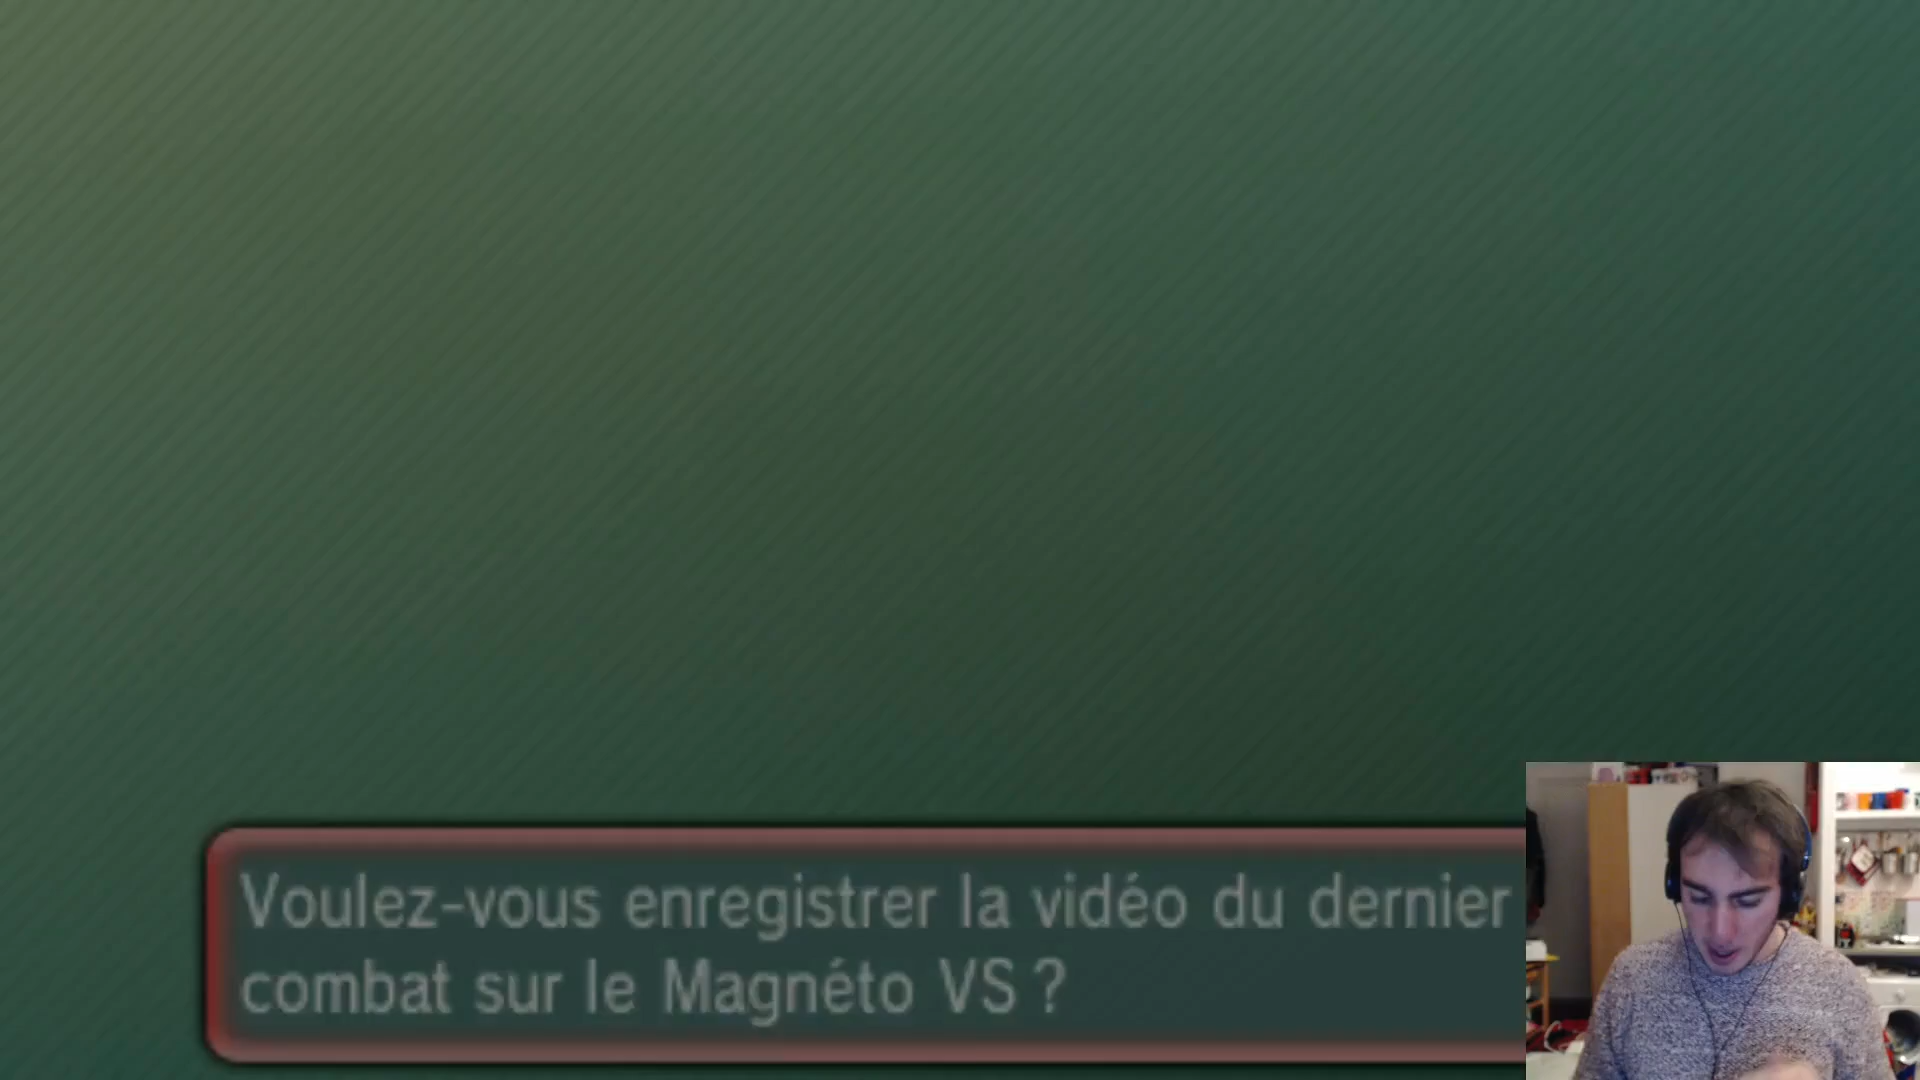 Voulez-vous enregistrer la vidéo du dernier
combat sur le Magnéto VS ?